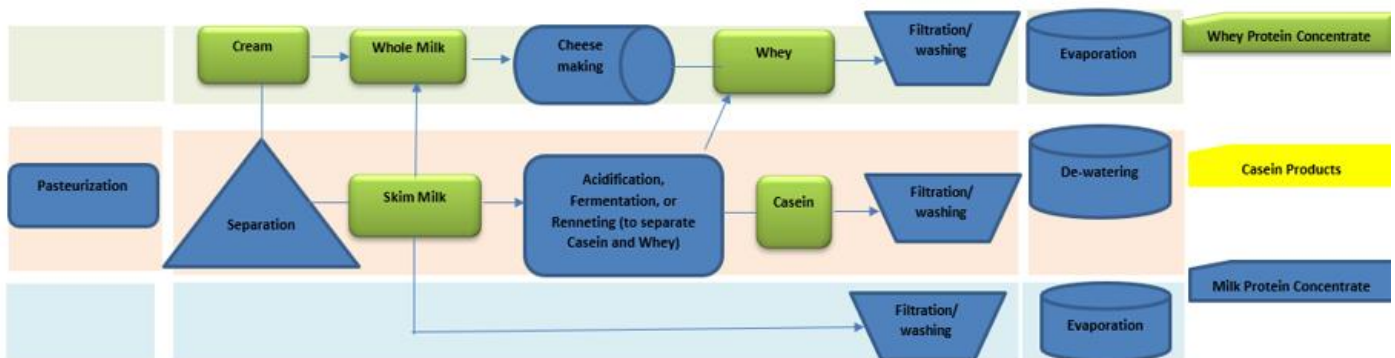 Cream
Whole Milk
Cheese
making
Whey
Filtration/
washing
Evaporation
Whey Protein Concentrate
Pasteurization
Separation
Skim Milk
Acidification,
Fermentation, or
Renneting (to separate
Casein and Whey)
Casein
Filtration/
washing
De-watering
Casein Products
Filtration/
washing
Evaporation
Milk Protein Concentrate